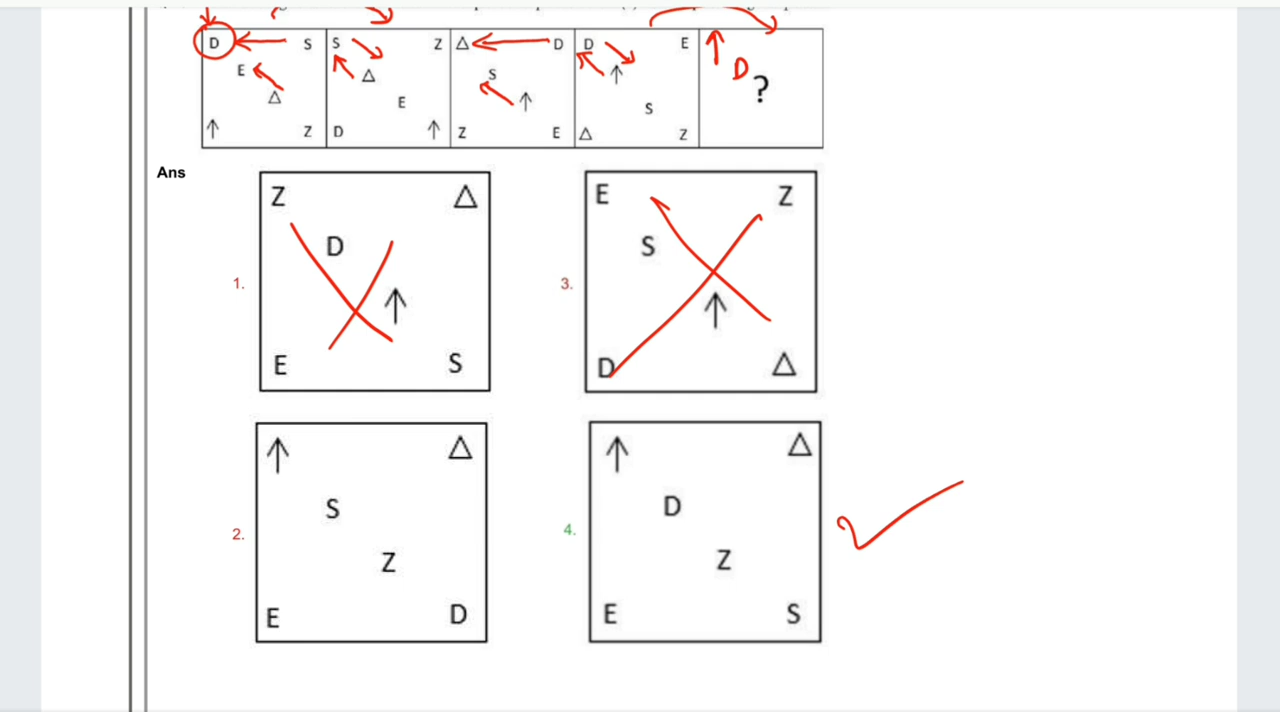 D S S Z Δ D D E D
E Δ S ↑ ?
Δ E ↑ S
↑ Z D ↑ Z E Δ Z
Ans
Z Δ E Z
D S
1. ↑ 3. ↑
E S D Δ
↑ Δ ↑ Δ
S D
2. Z 4. Z
E D E S